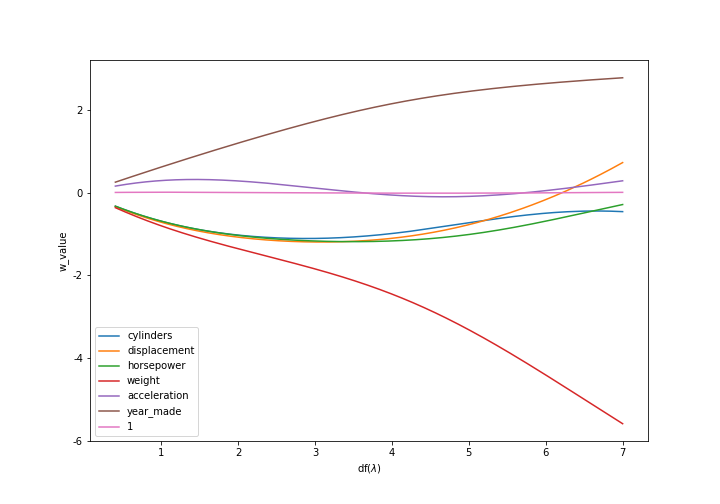 2
0
-2
-4
-6
w_value
cylinders
displacement
horsepower
weight
acceleration
year_made
1
1 2 3 4 5 6 7
df(λ)